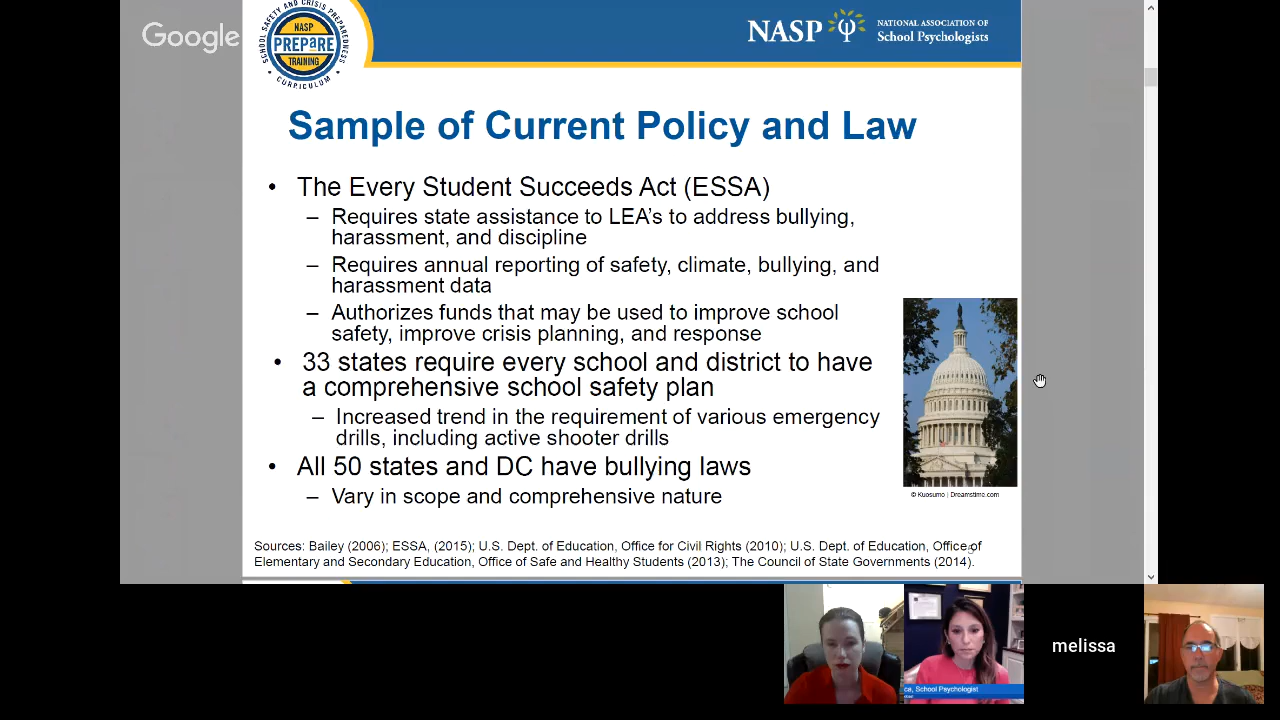 Google
SCHOOL SAFETY AND CRISIS PREPAREDNESS
NASP
PREPaRE
TRAINING
CURRICULUM
NASP
NATIONAL ASSOCIATION OF
School Psychologists
Sample of Current Policy and Law
• The Every Student Succeeds Act (ESSA)
– Requires state assistance to LEA's to address bullying,
harassment, and discipline
– Requires annual reporting of safety, climate, bullying, and
harassment data
– Authorizes funds that may be used to improve school
safety, improve crisis planning, and response
• 33 states require every school and district to have
a comprehensive school safety plan
– Increased trend in the requirement of various emergency
drills, including active shooter drills
• All 50 states and DC have bullying laws
– Vary in scope and comprehensive nature
© Kuosumo | Dreamstime.com
Sources: Bailey (2006); ESSA, (2015); U.S. Dept. of Education, Office for Civil Rights (2010); U.S. Dept. of Education, Office of
Elementary and Secondary Education, Office of Safe and Healthy Students (2013); The Council of State Governments (2014).
5
ca, School Psychologist
melissa